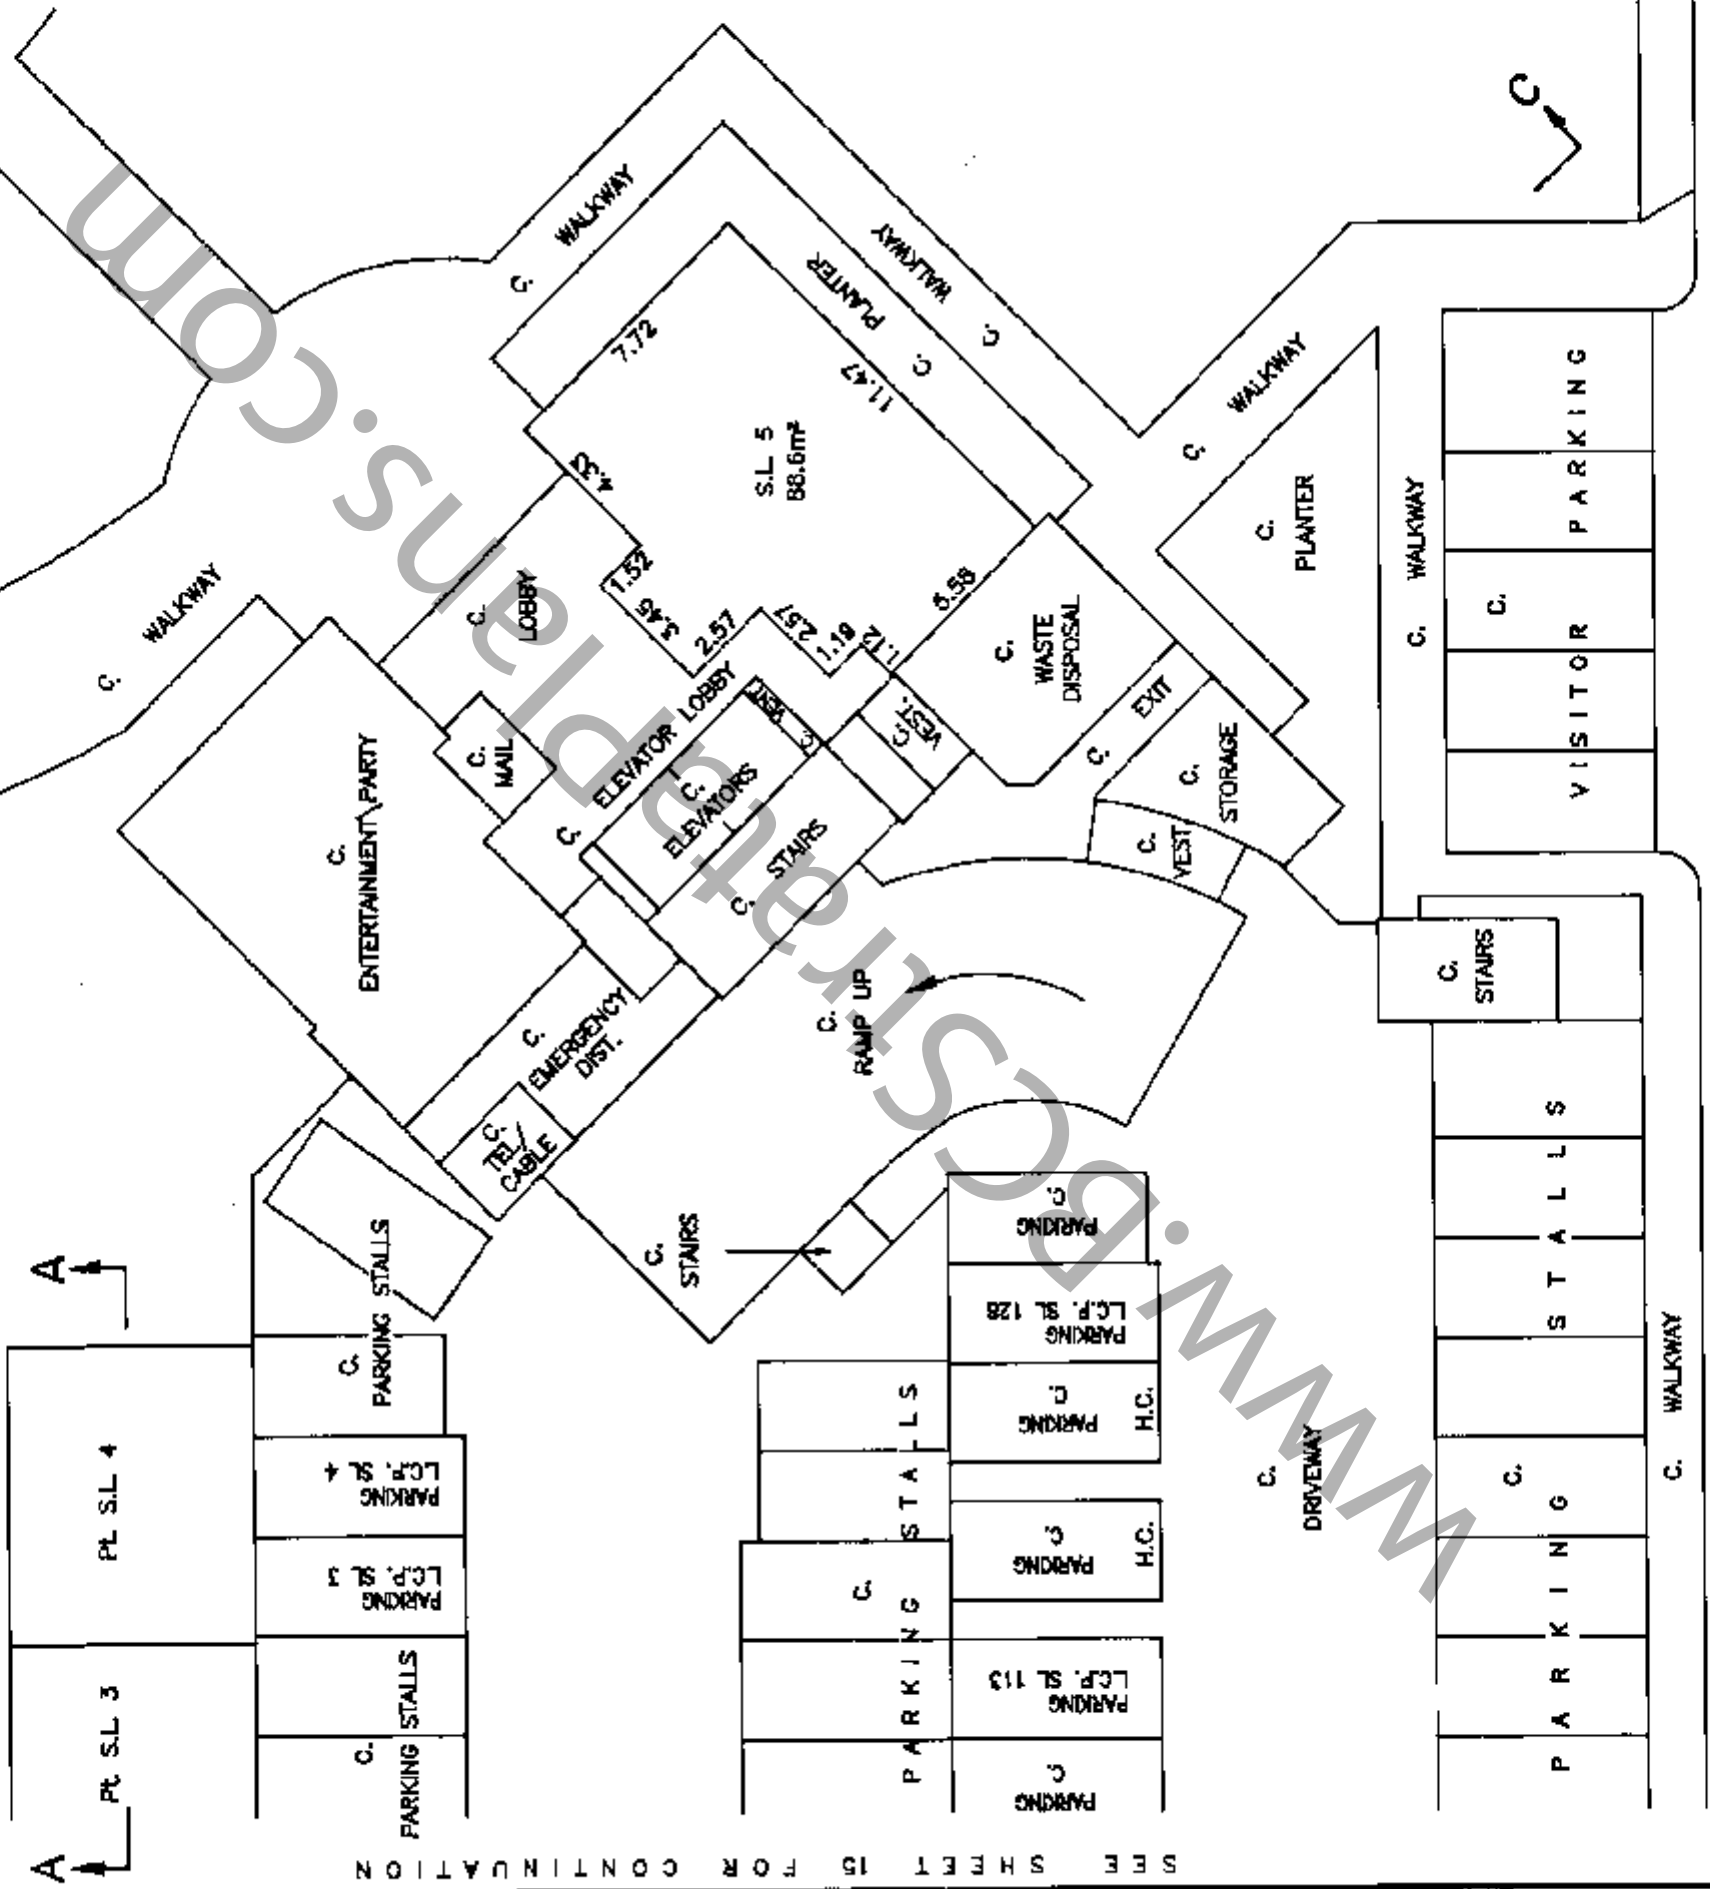 C
WALKWAY
C.
PLANTER
C.
WALKWAY
C.
7.72
11.47
4.32
S.L 5
88.6m²
1.52
3.45
2.57
2.57
1.19
1.12
6.58
WALKWAY
C.
C.
LOBBY
C.
WALKWAY
C.
PLANTER
C.
WALKWAY
VISITOR PARKING
C.
C.
WASTE
DISPOSAL
C.
EXIT
C.
STORAGE
C.
VEST
C.
VEST.
VENT
C.
C.
ENTERTAINMENT\PARTY
C.
MAIL
C.
ELEVATOR LOBBY
C.
ELEVATORS
C.
STAIRS
C.
EMERGENCY
DIST.
C.
TEL/
CABLE
C.
RAMP UP
C.
STAIRS
C.
STAIRS
A
Pt. S.L 4
Pt. S.L 3
A
C.
PARKING STALLS
PARKING
L.C.P. SL 4
PARKING
L.C.P. SL 3
C.
PARKING STALLS
PARKING STALLS
C.
PARKING
C.
PARKING
L.C.P. SL 128
PARKING
C.
H.C.
PARKING
C.
H.C.
PARKING
L.C.P. SL 113
PARKING
C.
C.
DRIVEWAY
PARKING STALLS
C.
C.
WALKWAY
SEE SHEET 15 FOR CONTINUATION
www.BCStrataPlans.com